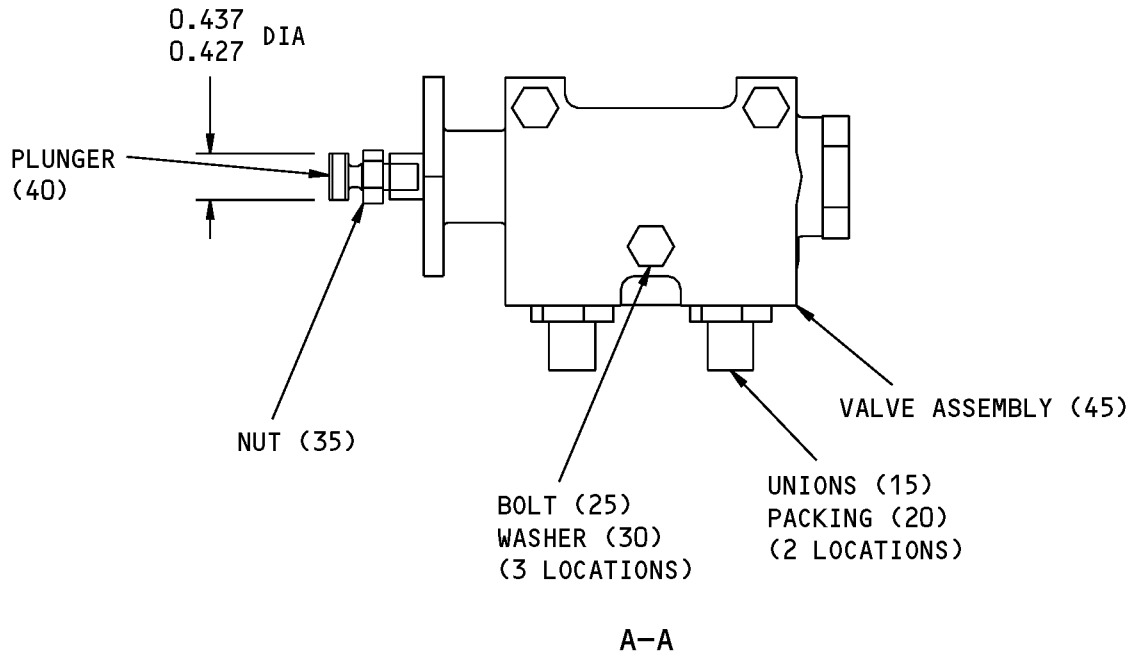 0.437
0.427 DIA
PLUNGER
(40)
NUT (35)
VALVE ASSEMBLY (45)
BOLT (25)
WASHER (30)
(3 LOCATIONS)
UNIONS (15)
PACKING (20)
(2 LOCATIONS)
A-A